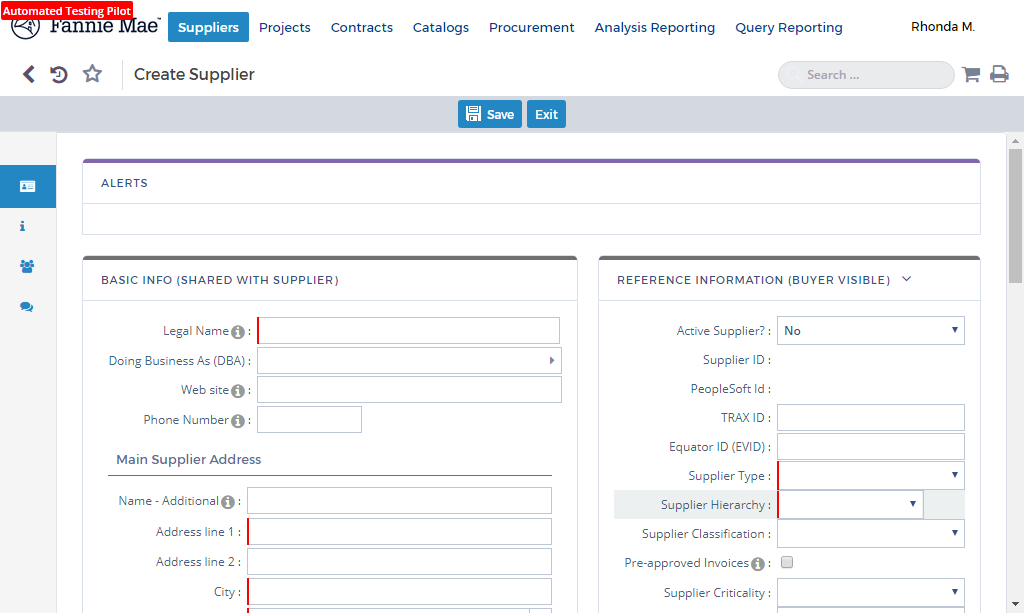 Automated Testing Pilot
Fannie Mae
Suppliers Projects Contracts Catalogs Procurement Analysis Reporting Query Reporting Rhonda M.
Create Supplier
Search ...
Save Exit
ALERTS
BASIC INFO (SHARED WITH SUPPLIER)
Legal Name :
Doing Business As (DBA) :
Web site :
Phone Number :
Main Supplier Address
Name - Additional :
Address line 1 :
Address line 2 :
City :
REFERENCE INFORMATION (BUYER VISIBLE)
Active Supplier? : No
Supplier ID :
PeopleSoft Id :
TRAX ID :
Equator ID (EVID) :
Supplier Type :
Supplier Hierarchy :
Supplier Classification :
Pre-approved Invoices :
Supplier Criticality :